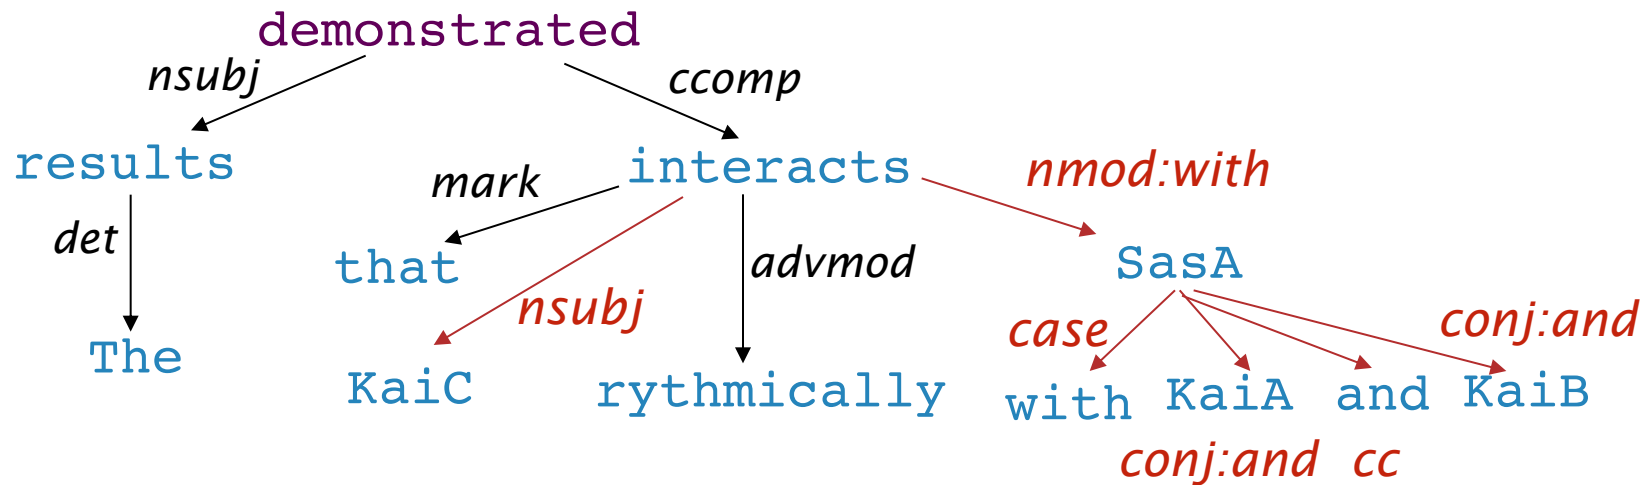 demonstrated
nsubj
ccomp
results
interacts
nmod:with
mark
det
that
advmod
SasA
nsubj
case
conj:and
The
KaiC
rythmically
with
KaiA
and
KaiB
conj:and
cc